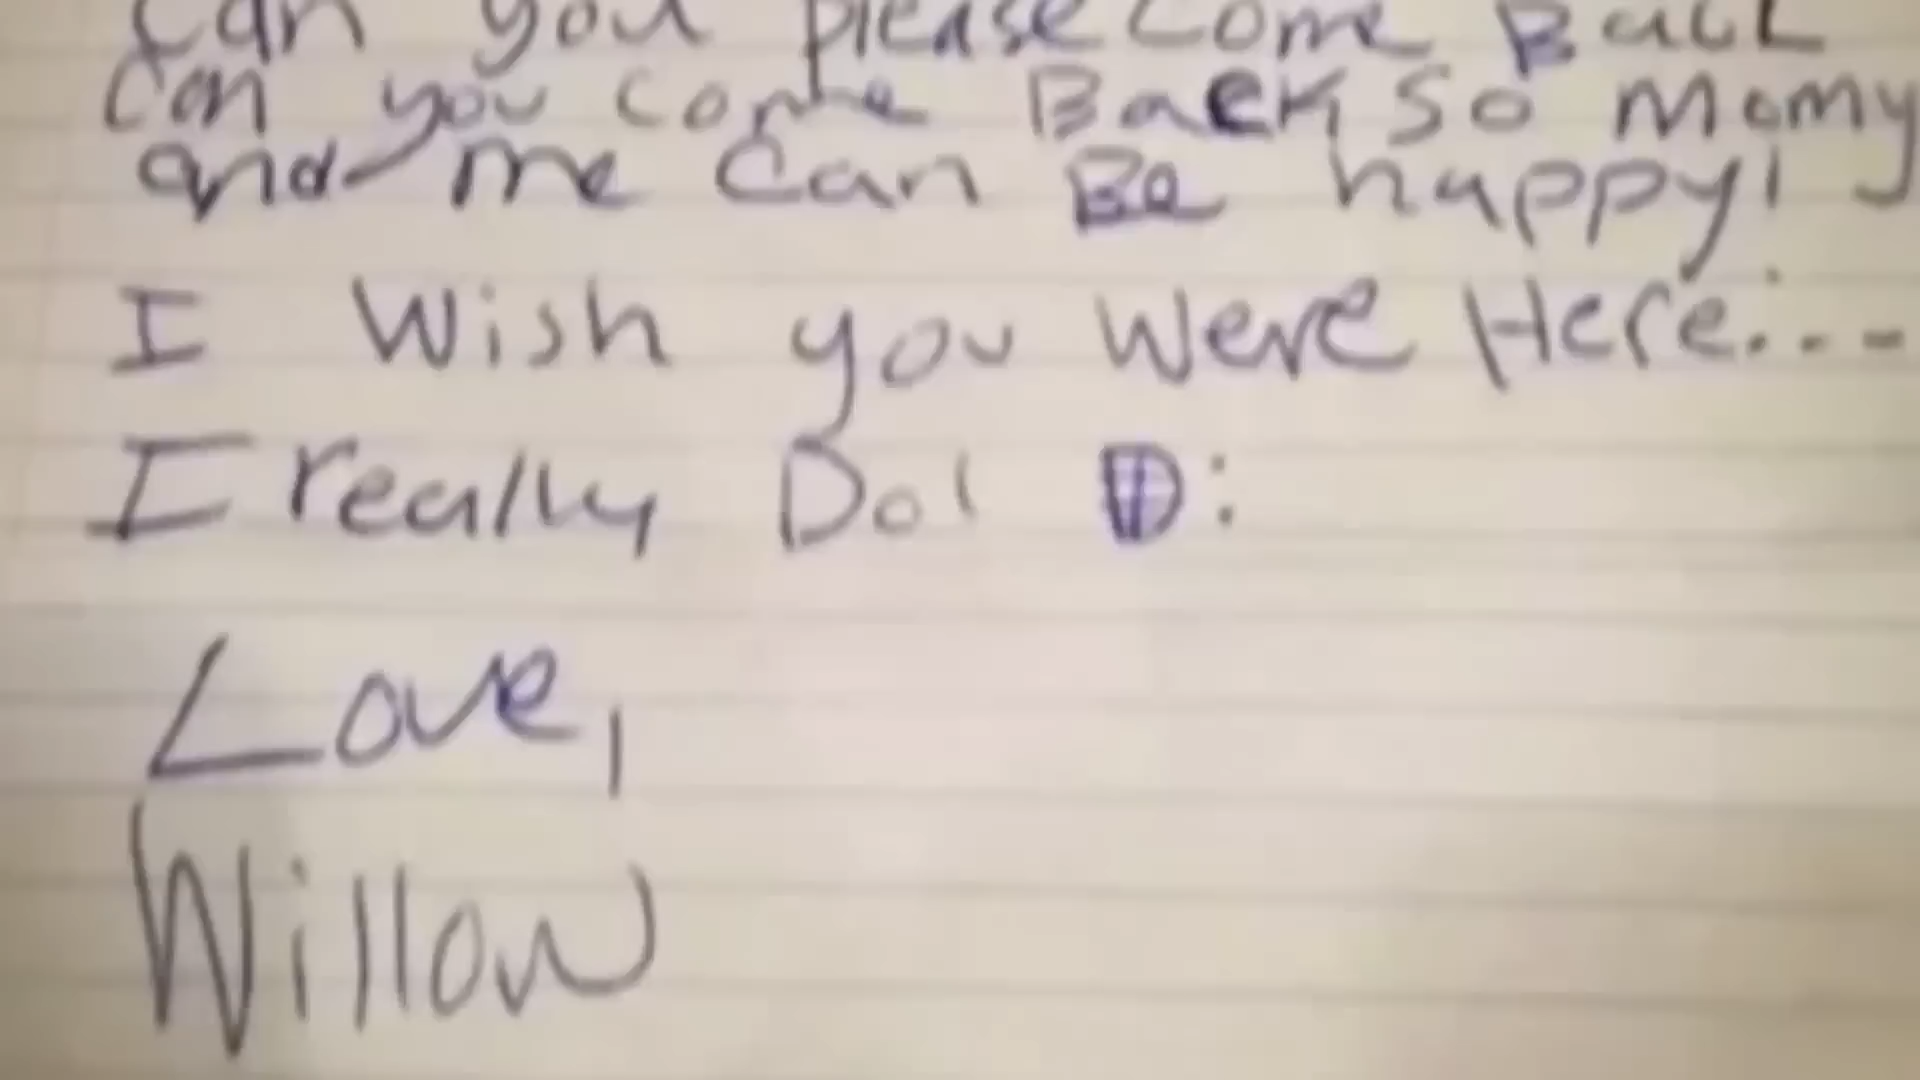 Can you please come Back
Can you come Back so momy
and me can Be happy!
I Wish you Were Here...
I really Do! D:
Love,
Willow